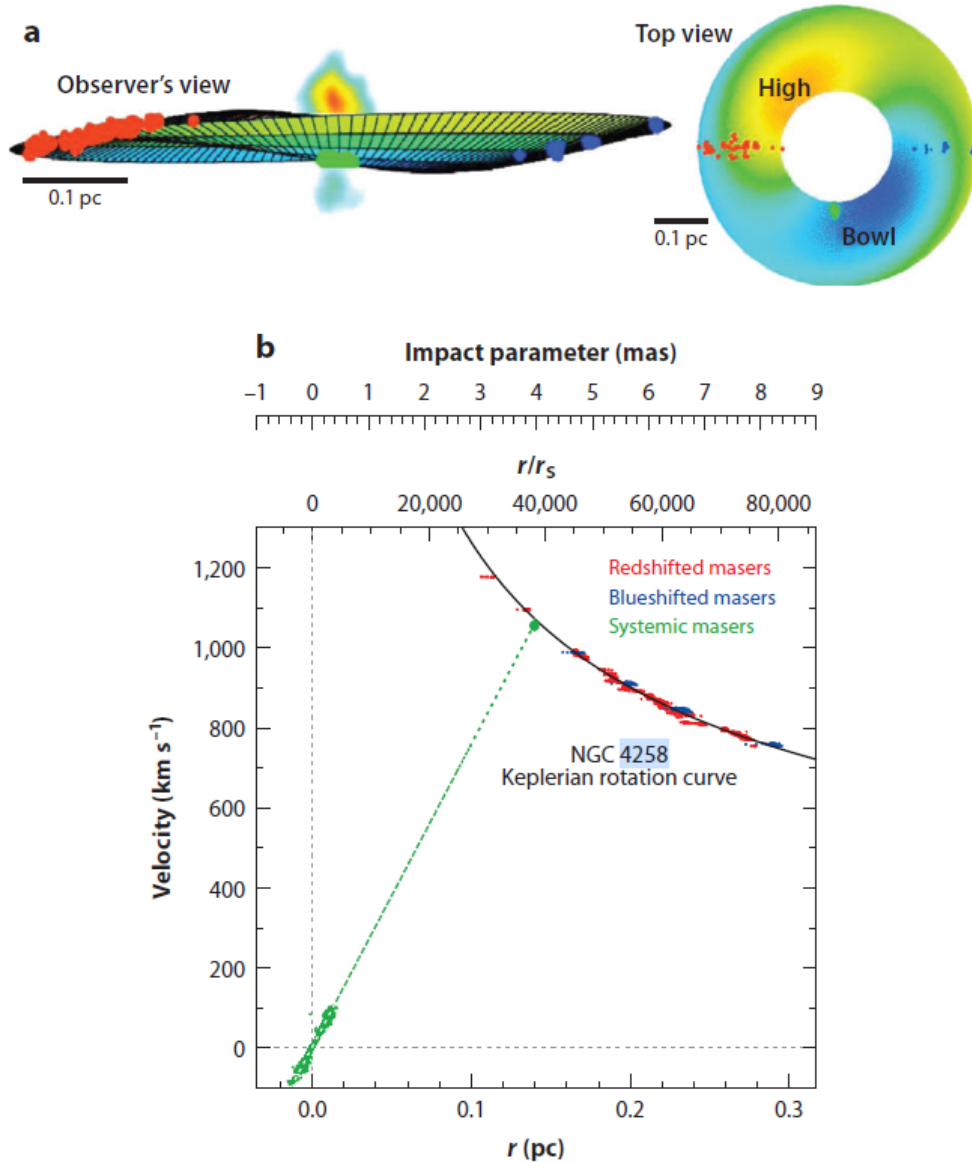 a
Observer's view
0.1 pc
Top view
High
0.1 pc
Bowl
b
Impact parameter (mas)
–1 0 1 2 3 4 5 6 7 8 9
r/rS
0 20,000 40,000 60,000 80,000
1,200
1,000
800
600
400
200
0
Velocity (km s–1)
Redshifted masers
Blueshifted masers
Systemic masers
NGC 4258
Keplerian rotation curve
0.0 0.1 0.2 0.3
r (pc)